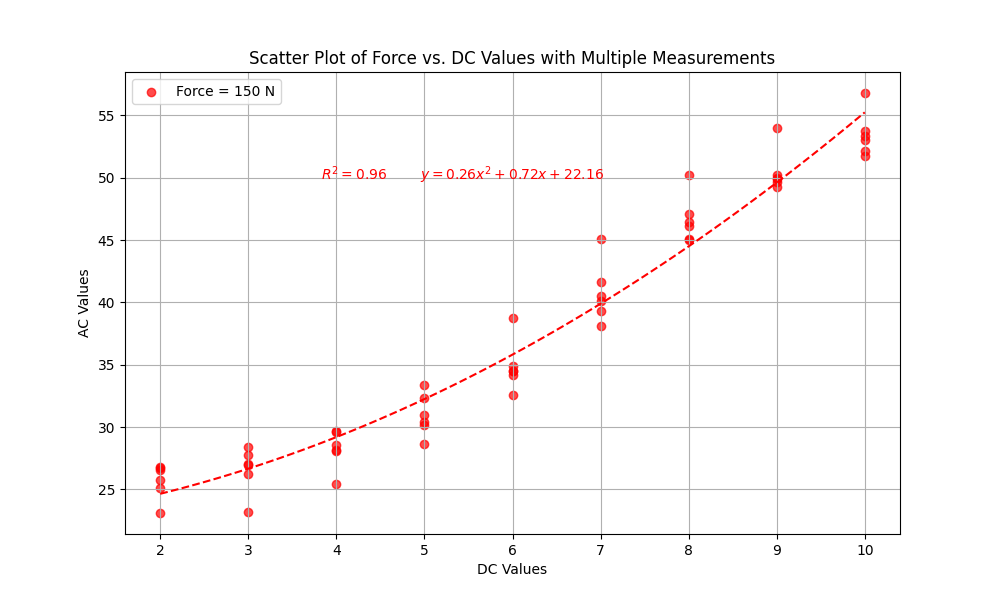 Scatter Plot of Force vs. DC Values with Multiple Measurements
Force = 150 N
R² = 0.96 y = 0.26x² + 0.72x + 22.16
55
50
45
40
35
30
25
AC Values
2 3 4 5 6 7 8 9 10
DC Values